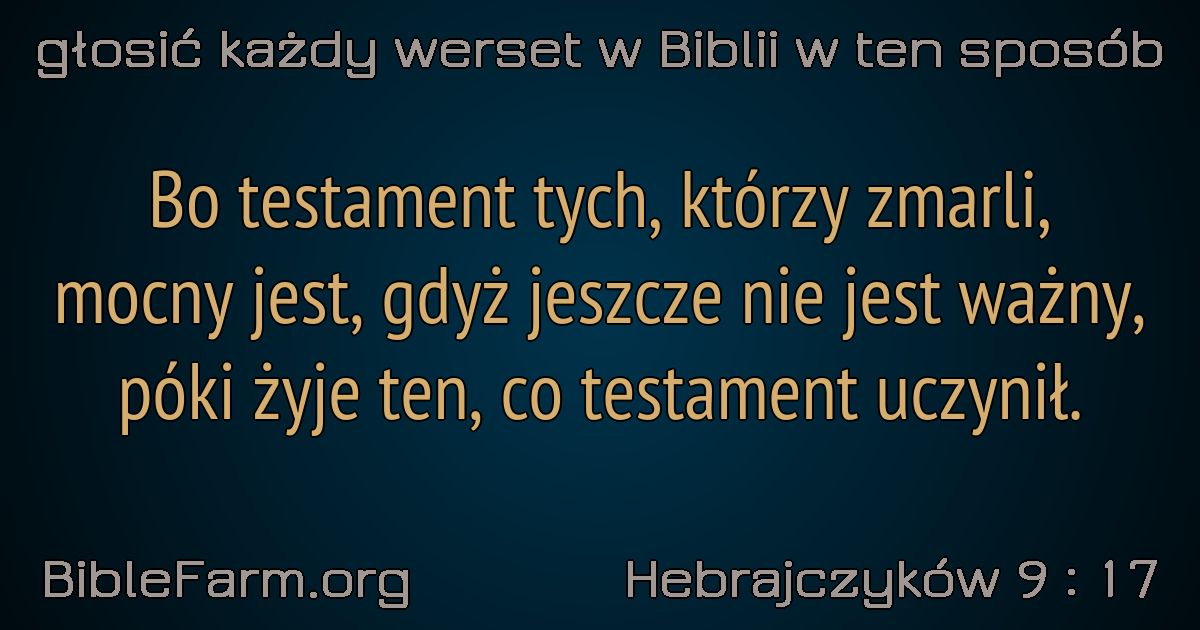 głosić każdy werset w Biblii w ten sposób
Bo testament tych, którzy zmarli,
mocny jest, gdyż jeszcze nie jest ważny,
póki żyje ten, co testament uczynił.
BibleFarm.org
Hebrajczyków 9 : 17